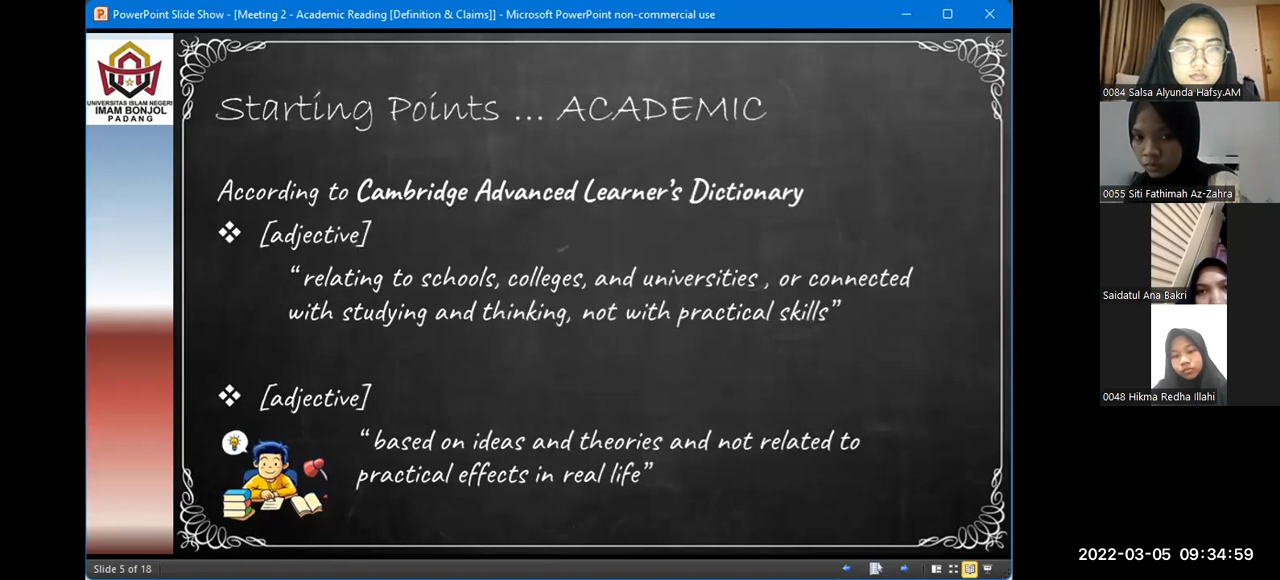 PowerPoint Slide Show - [Meeting 2 - Academic Reading [Definition & Claims]] - Microsoft PowerPoint non-commercial use
UNIVERSITAS ISLAM NEGERI
IMAM BONJOL
PADANG
Starting Points ... ACADEMIC
According to Cambridge Advanced Learner's Dictionary
❖ [adjective]
“relating to schools, colleges, and universities , or connected
with studying and thinking, not with practical skills”
❖ [adjective]
“based on ideas and theories and not related to
practical effects in real life”
Slide 5 of 18
0084 Salsa Alyunda Hafsy.AM
0055 Siti Fathimah Az-Zahra
Saidatul Ana Bakri
0048 Hikma Redha Illahi
2022-03-05 09:34:59